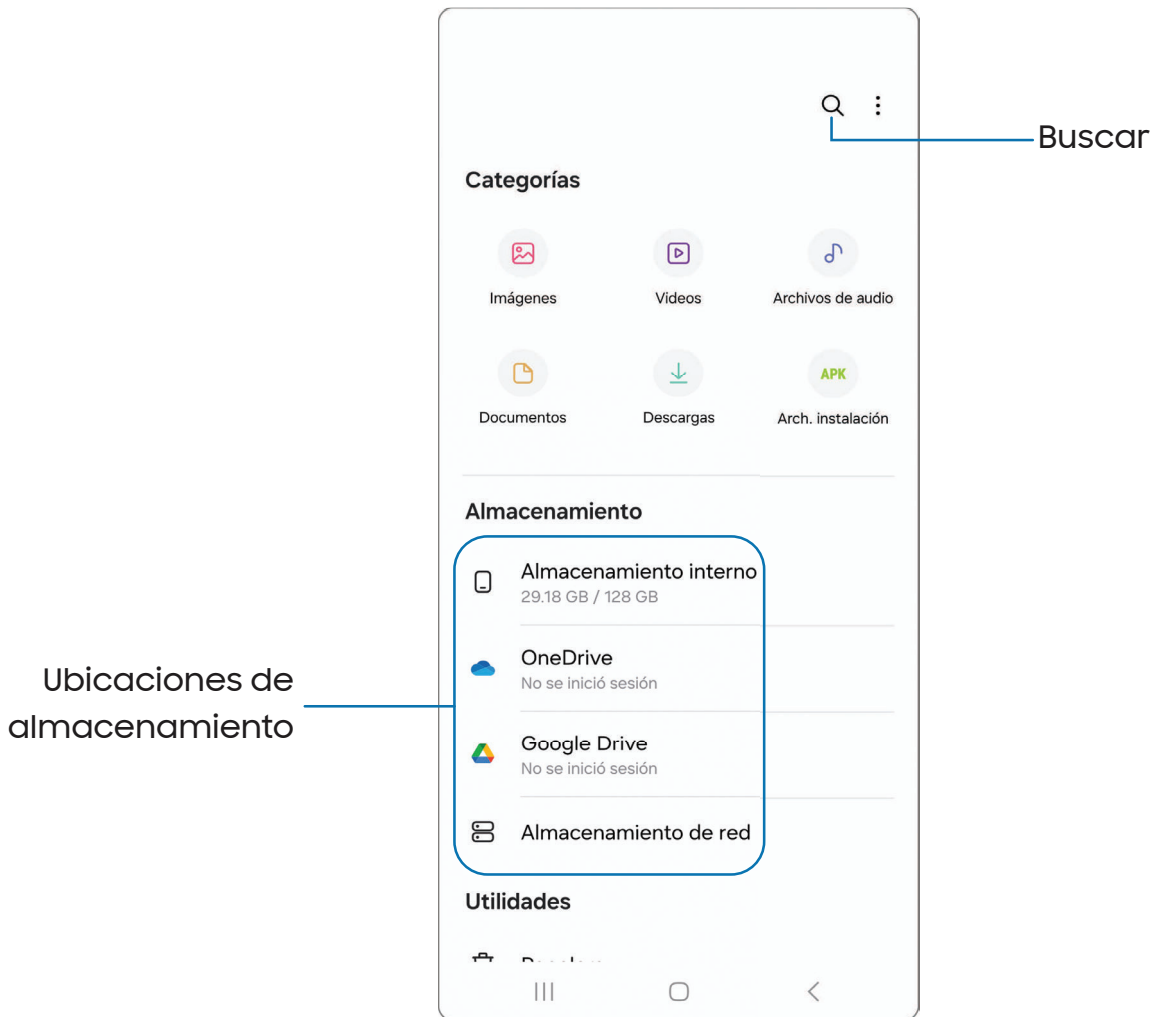 Buscar
Categorías
Imágenes
Videos
Archivos de audio
Documentos
Descargas
APK
Arch. instalación
Almacenamiento
Almacenamiento interno
29.18 GB / 128 GB
OneDrive
No se inició sesión
Ubicaciones de
almacenamiento
Google Drive
No se inició sesión
Almacenamiento de red
Utilidades